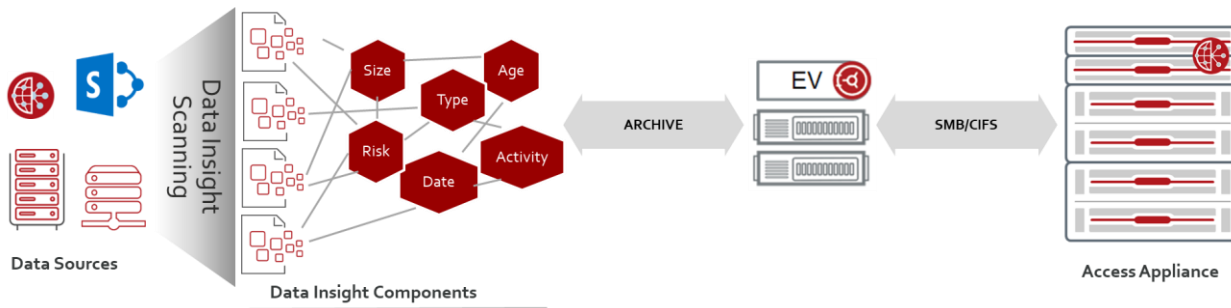 S
Data Insight
Scanning
Size
Age
Type
Risk
Activity
Date
ARCHIVE
EV
SMB/CIFS
Data Sources
Data Insight Components
Access Appliance